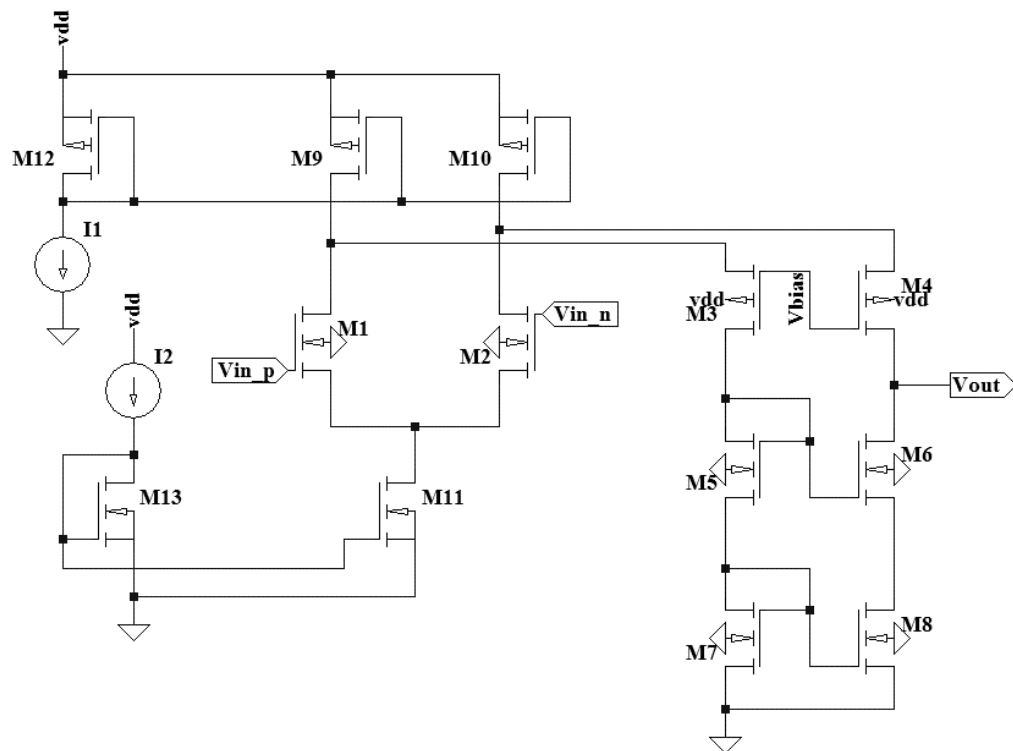 vdd
M12
M9
M10
I1
vdd
I2
M1
Vin_p
M2
Vin_n
vdd
M3
Vbias
M4
vdd
Vout
M13
M11
M5
M6
M7
M8